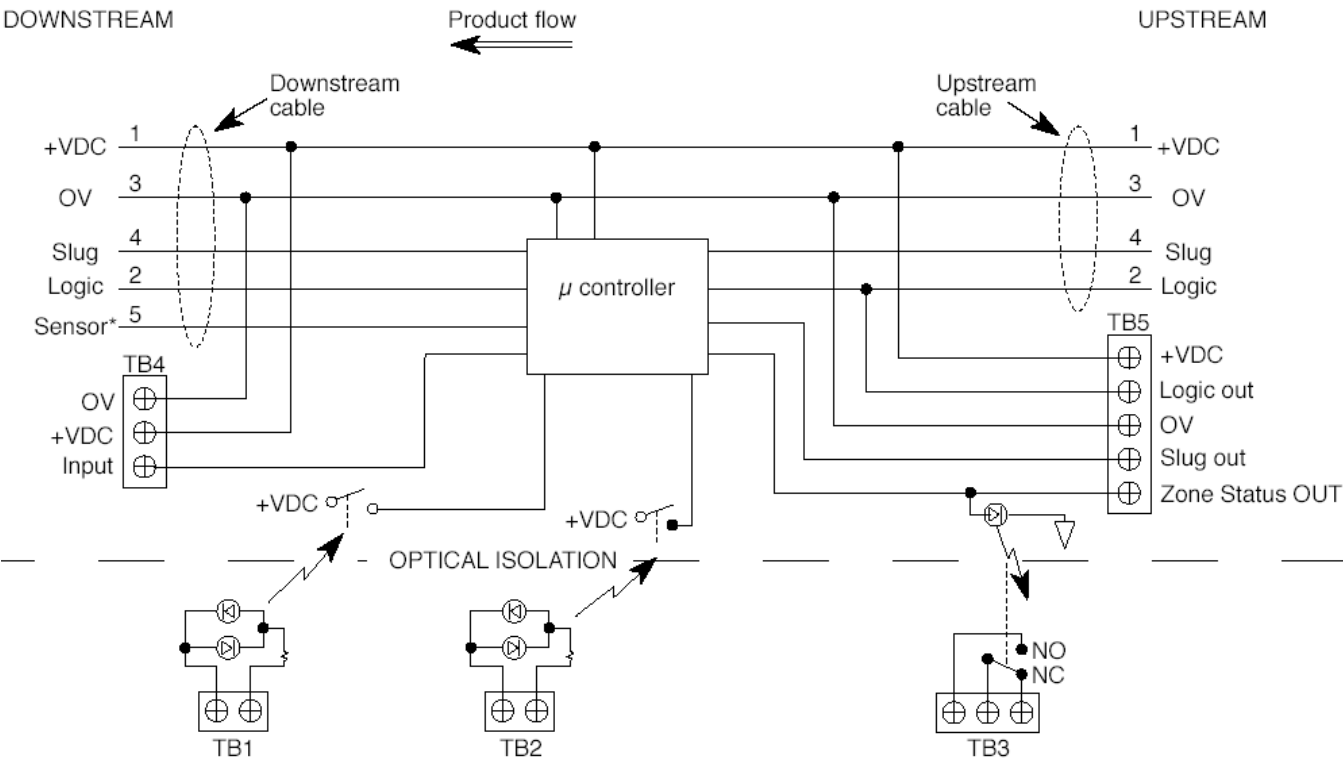 DOWNSTREAM
Product flow
UPSTREAM
Downstream
cable
Upstream
cable
+VDC 1
1 +VDC
OV 3
3 OV
Slug 4
4 Slug
Logic 2
2 Logic
µ controller
Sensor* 5
TB4
OV
+VDC
Input
TB5
+VDC
Logic out
OV
Slug out
Zone Status OUT
+VDC
+VDC
OPTICAL ISOLATION
NO
NC
TB1
TB2
TB3